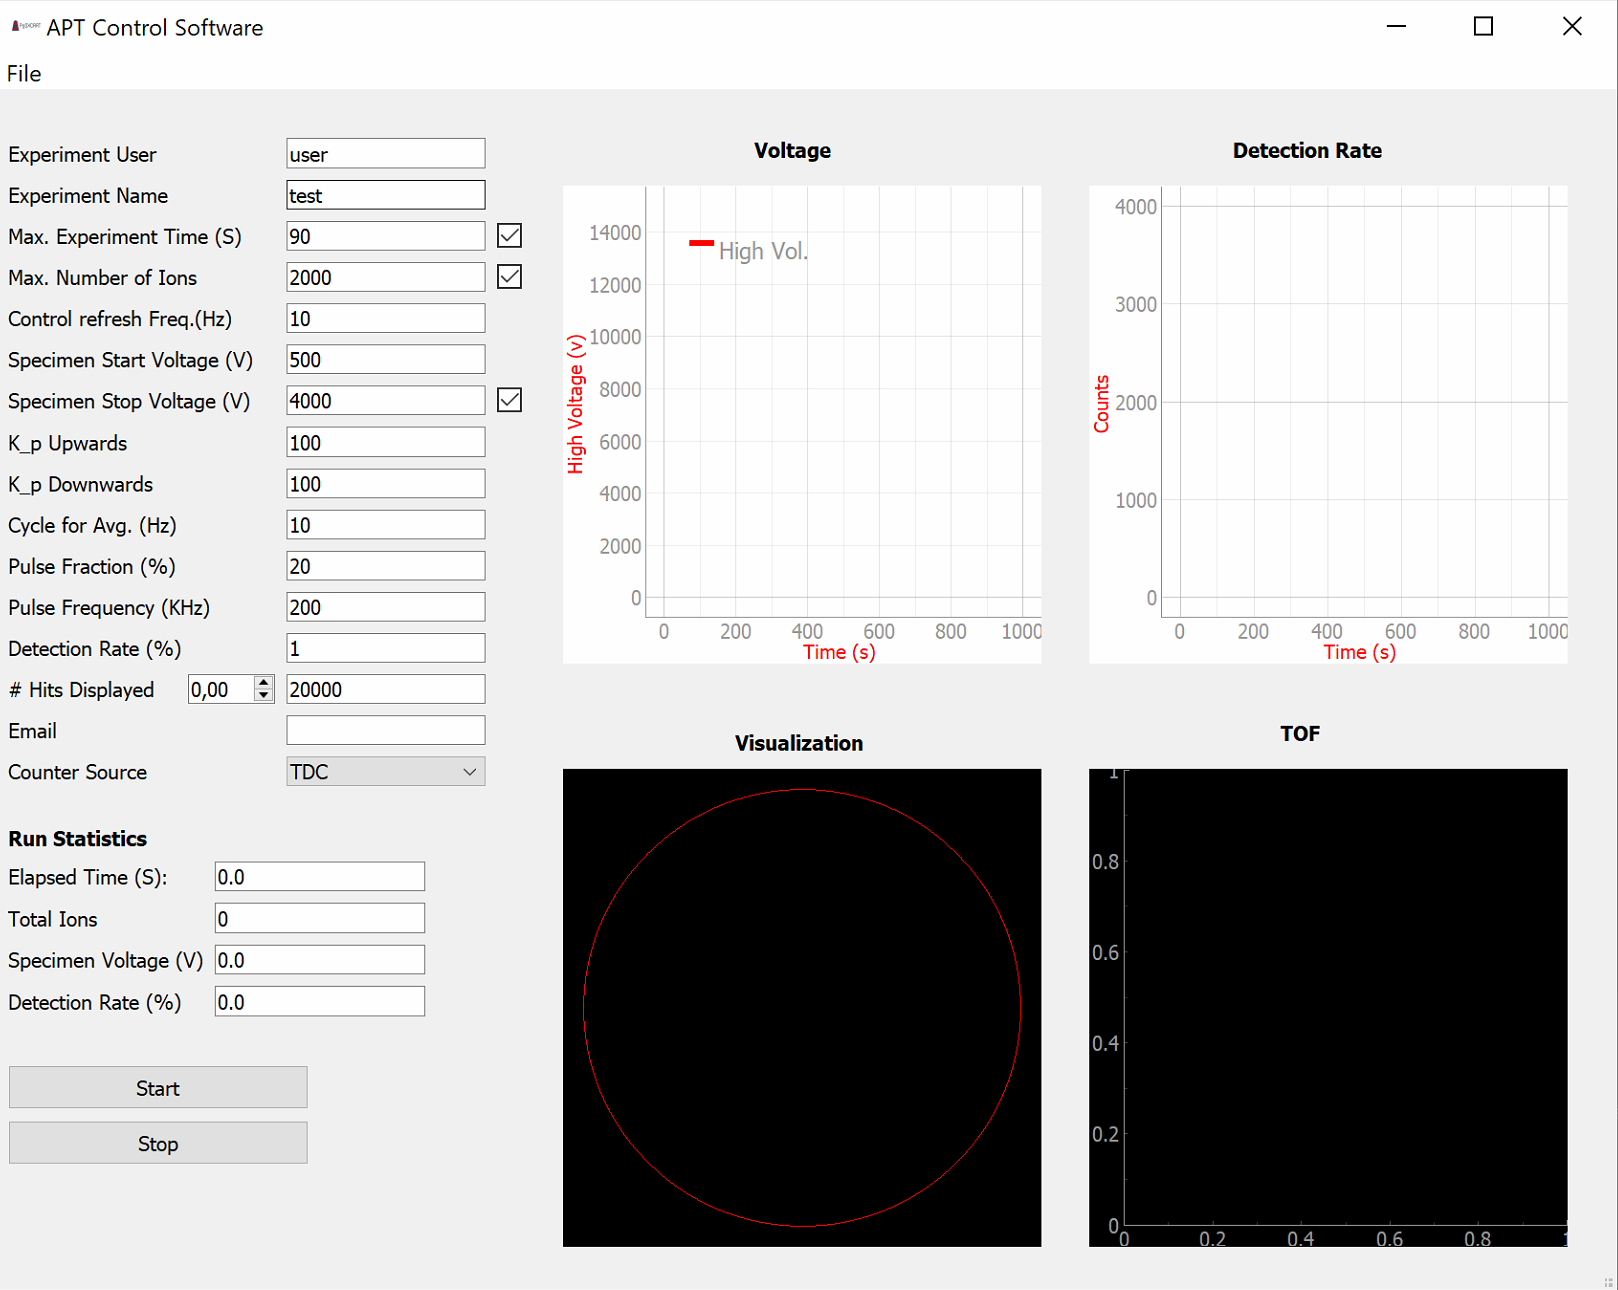 APT Control Software
File
Experiment User user
Experiment Name test
Max. Experiment Time (S) 90
Max. Number of Ions 2000
Control refresh Freq.(Hz) 10
Specimen Start Voltage (V) 500
Specimen Stop Voltage (V) 4000
K_p Upwards 100
K_p Downwards 100
Cycle for Avg. (Hz) 10
Pulse Fraction (%) 20
Pulse Frequency (KHz) 200
Detection Rate (%) 1
# Hits Displayed 0,00 20000
Email
Counter Source TDC
Run Statistics
Elapsed Time (S): 0.0
Total Ions 0
Specimen Voltage (V) 0.0
Detection Rate (%) 0.0
Start
Stop
Voltage
High Vol.
14000
12000
10000
8000
6000
4000
2000
0
High Voltage (v)
0 200 400 600 800 1000
Time (s)
Detection Rate
4000
3000
2000
1000
0
Counts
0 200 400 600 800 1000
Time (s)
Visualization
TOF
1
0.8
0.6
0.4
0.2
0
0 0.2 0.4 0.6 0.8 1